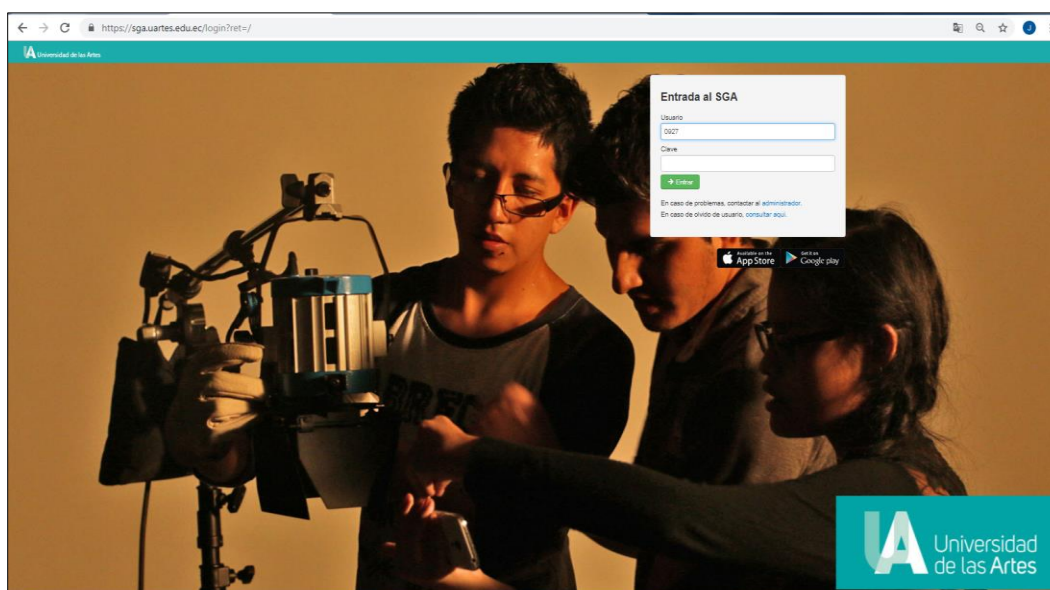 https://sga.uartes.edu.ec/login?ret=/
J
UA Universidad de las Artes
Entrada al SGA
Usuario
0927
Clave
Entrar
En caso de problemas, contactar al administrador.
En caso de olvido de usuario, consultar aquí.
Available on the
App Store
Get it on
Google play
UA
Universidad
de las Artes